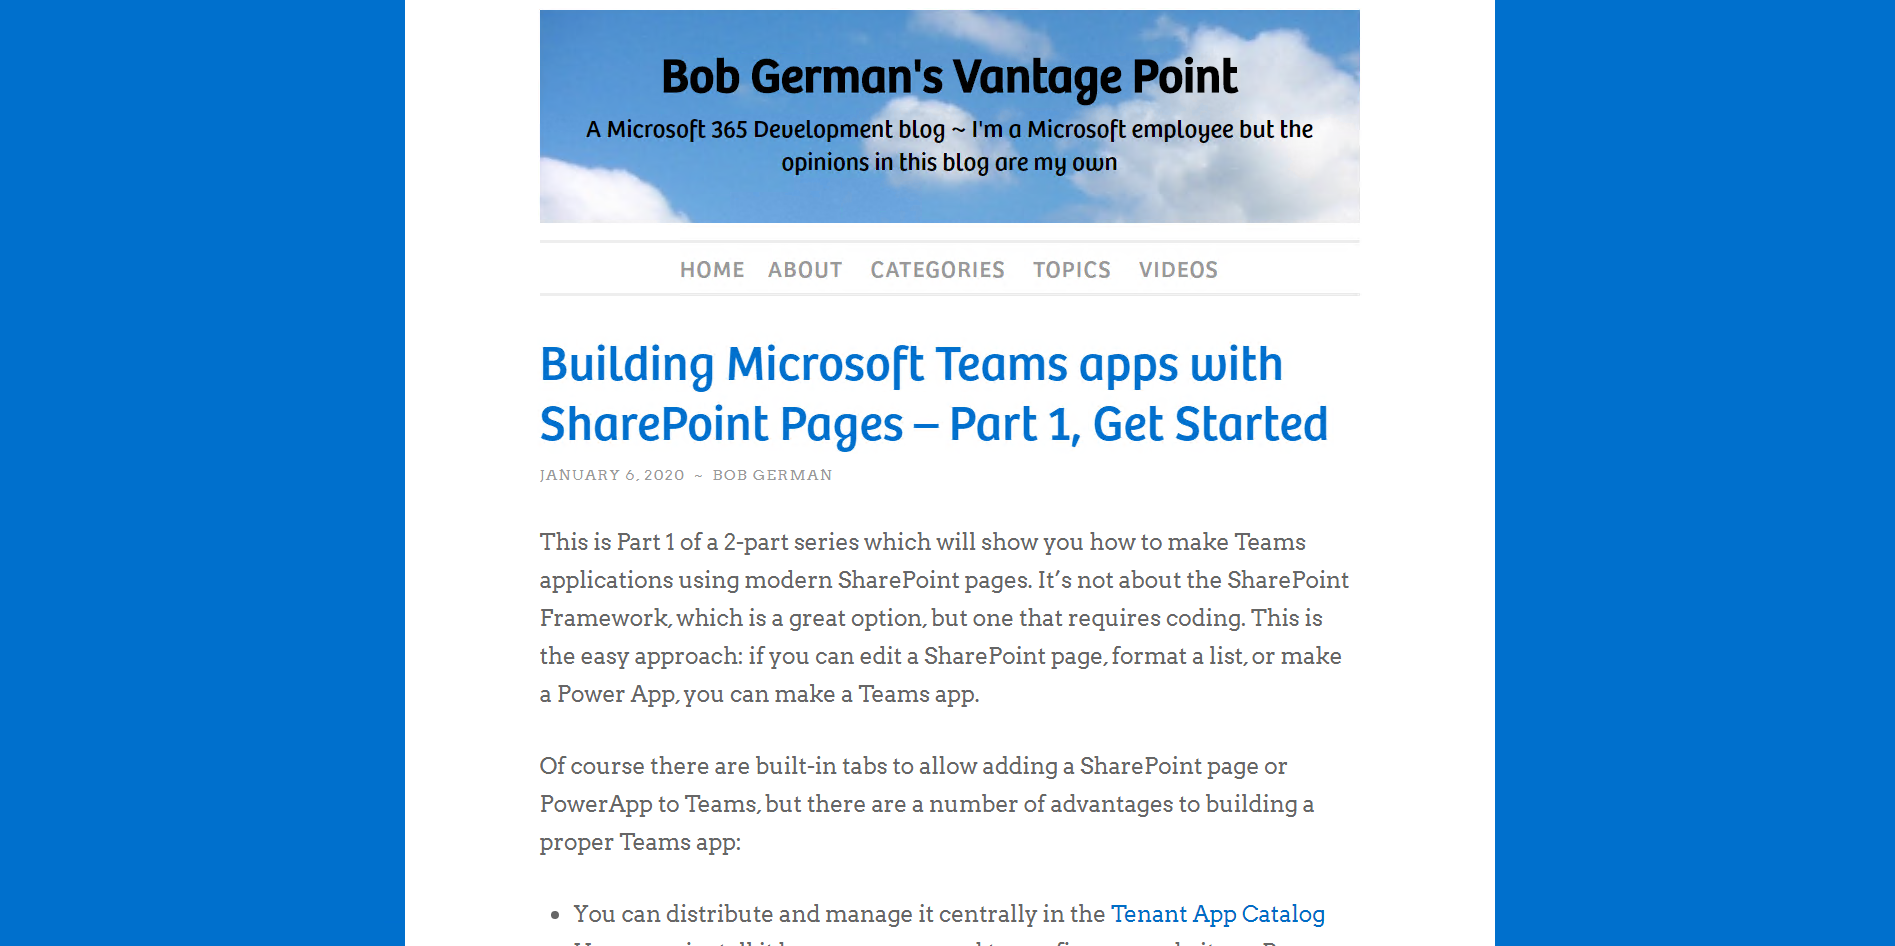 Bob German's Vantage Point
A Microsoft 365 Development blog ~ I'm a Microsoft employee but the
opinions in this blog are my own
HOME ABOUT CATEGORIES TOPICS VIDEOS
Building Microsoft Teams apps with
SharePoint Pages – Part 1, Get Started
JANUARY 6, 2020 ~ BOB GERMAN
This is Part 1 of a 2-part series which will show you how to make Teams
applications using modern SharePoint pages. It’s not about the SharePoint
Framework, which is a great option, but one that requires coding. This is
the easy approach: if you can edit a SharePoint page, format a list, or make
a Power App, you can make a Teams app.
Of course there are built-in tabs to allow adding a SharePoint page or
PowerApp to Teams, but there are a number of advantages to building a
proper Teams app:
• You can distribute and manage it centrally in the Tenant App Catalog